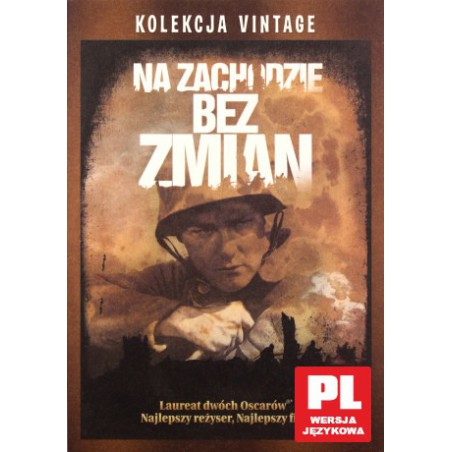 KOLEKCJA VINTAGE
NA ZACHODZIE
BEZ
ZMIAN
Laureat dwóch Oscarów®
Najlepszy reżyser, Najlepszy
PL
WERSJA
JĘZYKOWA